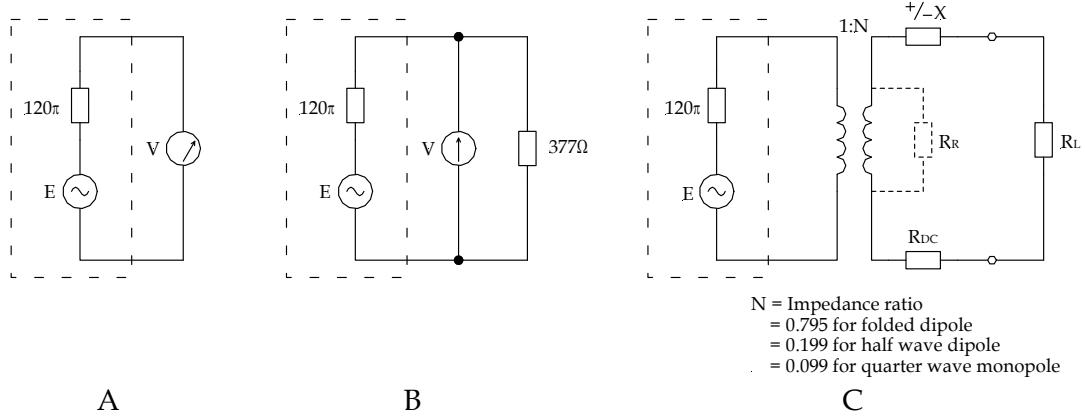 120π
V
E
120π
V
E
377Ω
1:N
+/−X
120π
E
RR
RL
RDC
N = Impedance ratio
= 0.795 for folded dipole
= 0.199 for half wave dipole
= 0.099 for quarter wave monopole
A
B
C